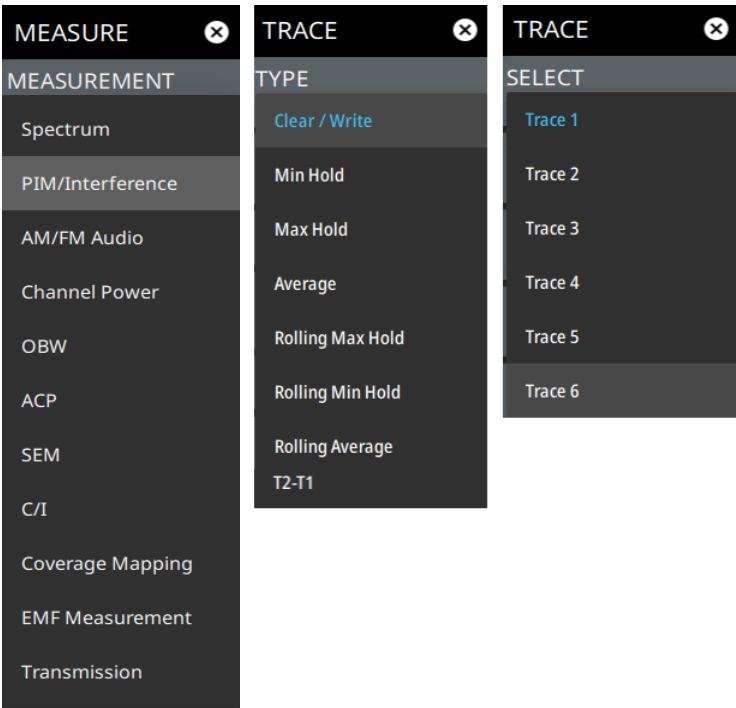 MEASURE
MEASUREMENT
Spectrum
PIM/Interference
AM/FM Audio
Channel Power
OBW
ACP
SEM
C/I
Coverage Mapping
EMF Measurement
Transmission
TRACE
TYPE
Clear / Write
Min Hold
Max Hold
Average
Rolling Max Hold
Rolling Min Hold
Rolling Average
T2-T1
TRACE
SELECT
Trace 1
Trace 2
Trace 3
Trace 4
Trace 5
Trace 6